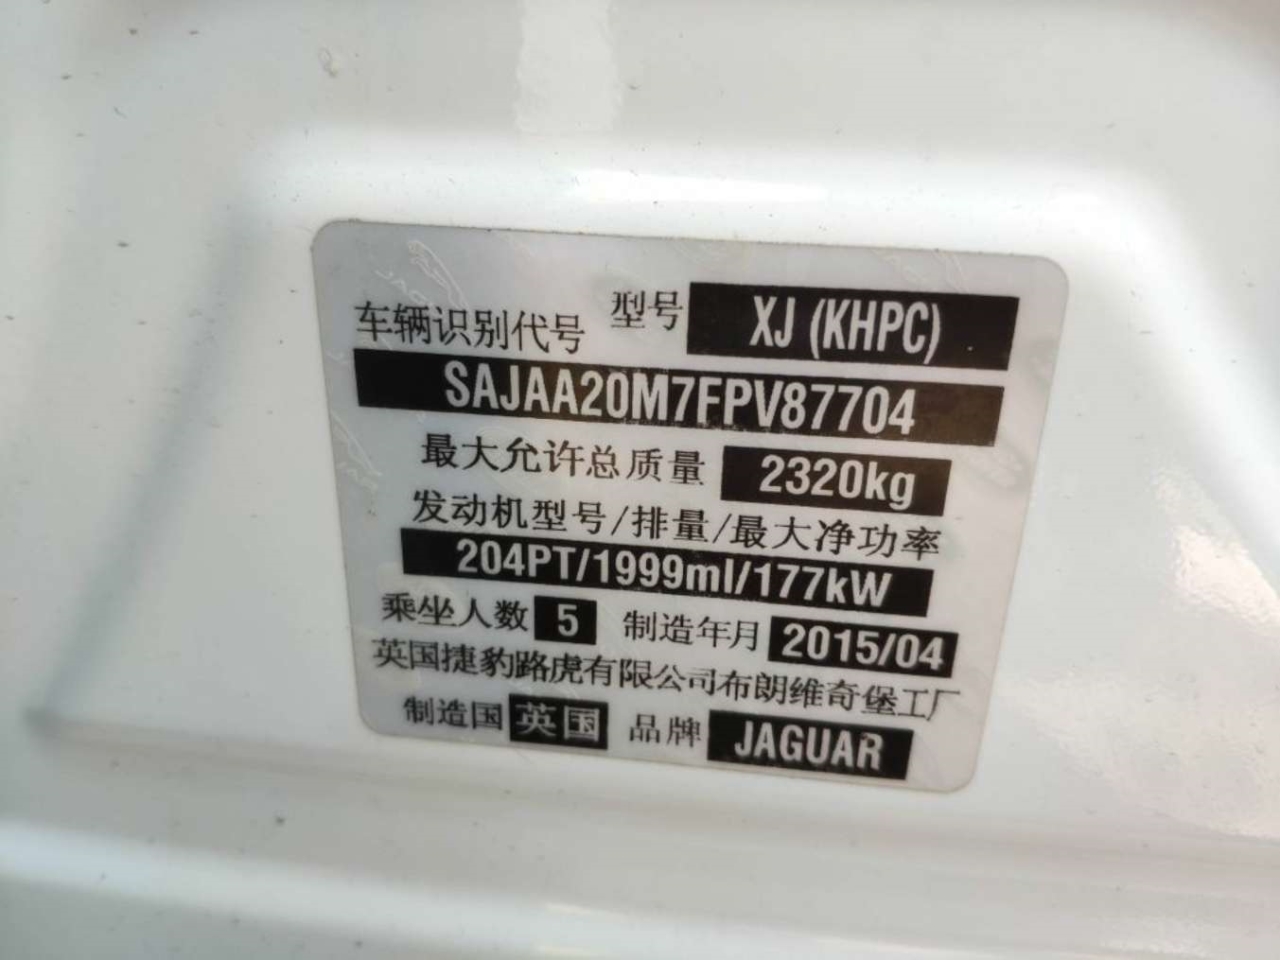 型号 XJ (KHPC)
车辆识别代号
SAJAA20M7FPV87704
最大允许总质量 2320kg
发动机型号/排量/最大净功率
204PT/1999ml/177kW
乘坐人数 5 制造年月 2015/04
英国捷豹路虎有限公司布朗维奇堡工厂
制造国 英国 品牌 JAGUAR